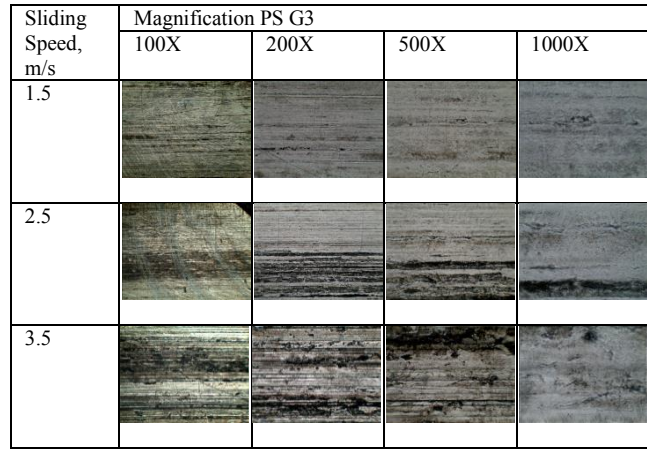 Sliding Speed, m/s
Magnification PS G3
100X 200X 500X 1000X
1.5
2.5
3.5